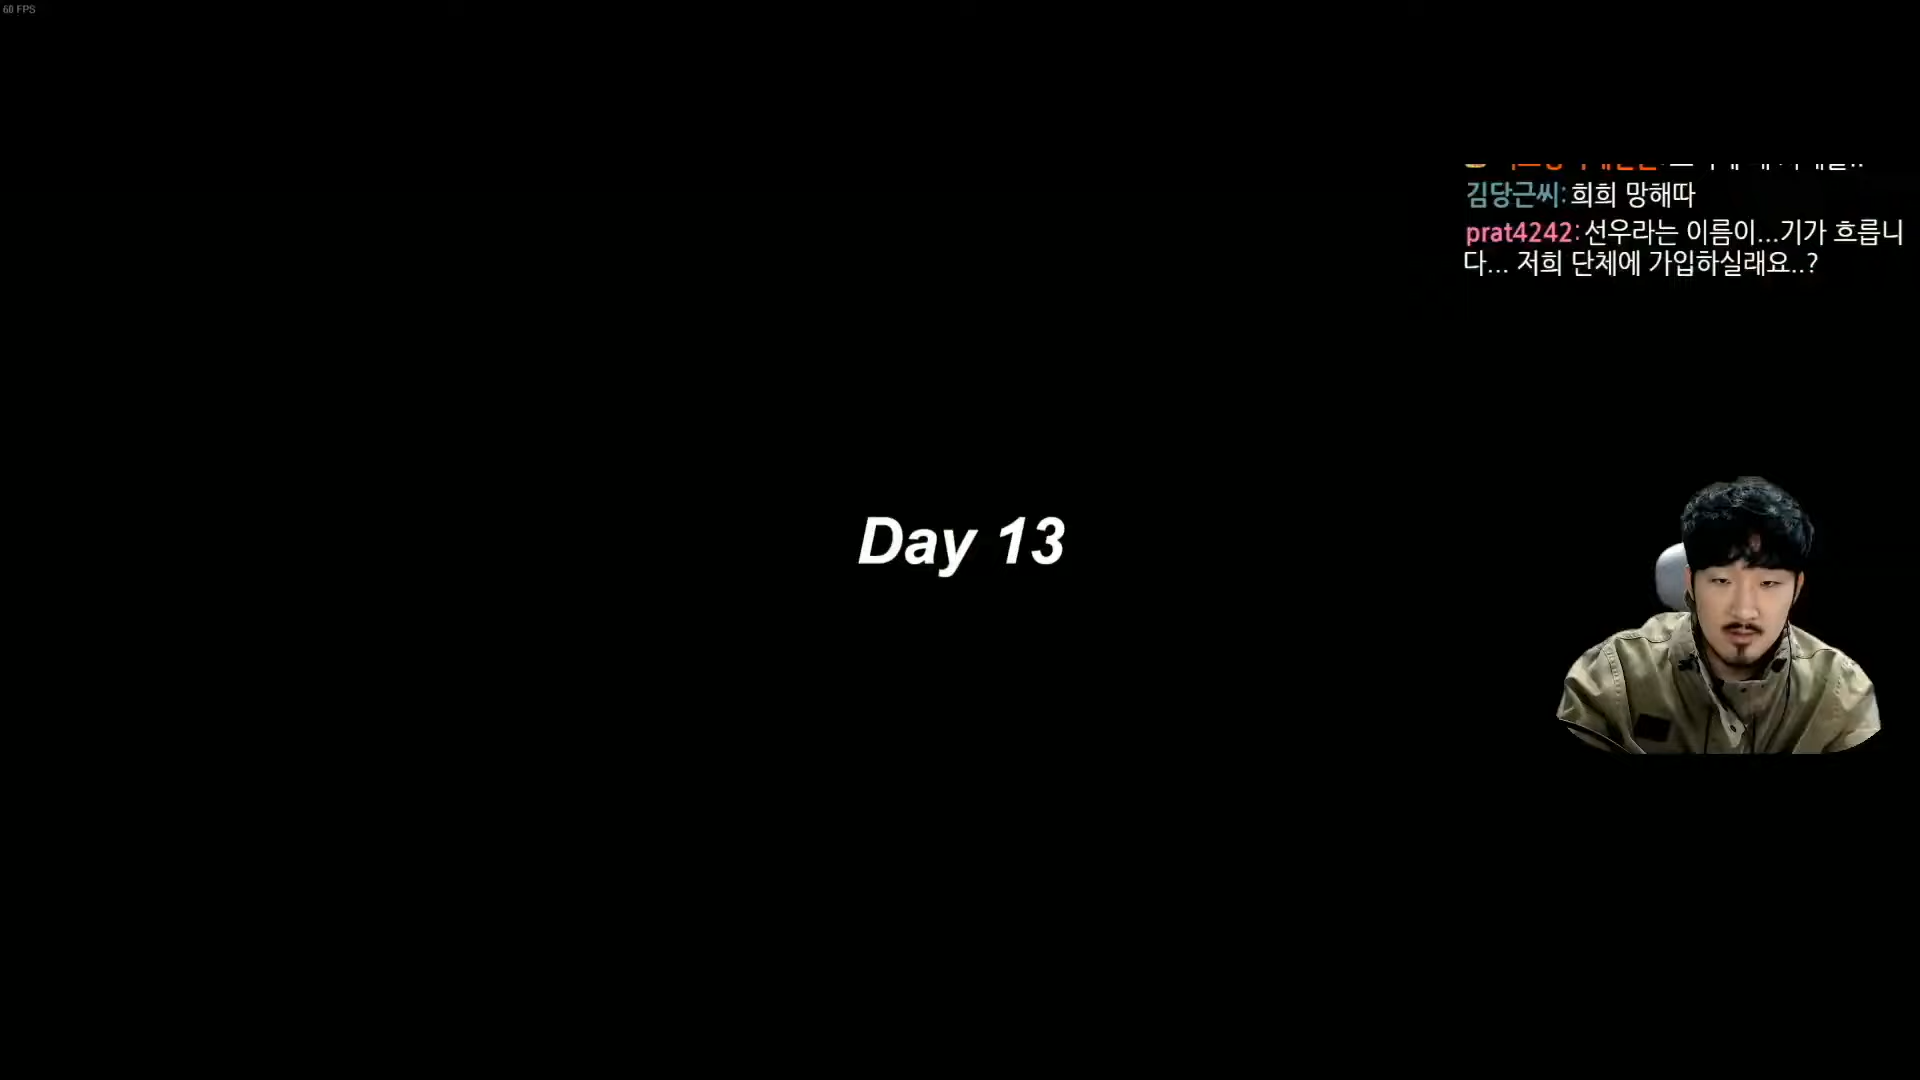 60 FPS
김당근씨: 희희 망해따
prat4242: 선우라는 이름이...기가 흐릅니
다... 저희 단체에 가입하실래요..?
Day 13